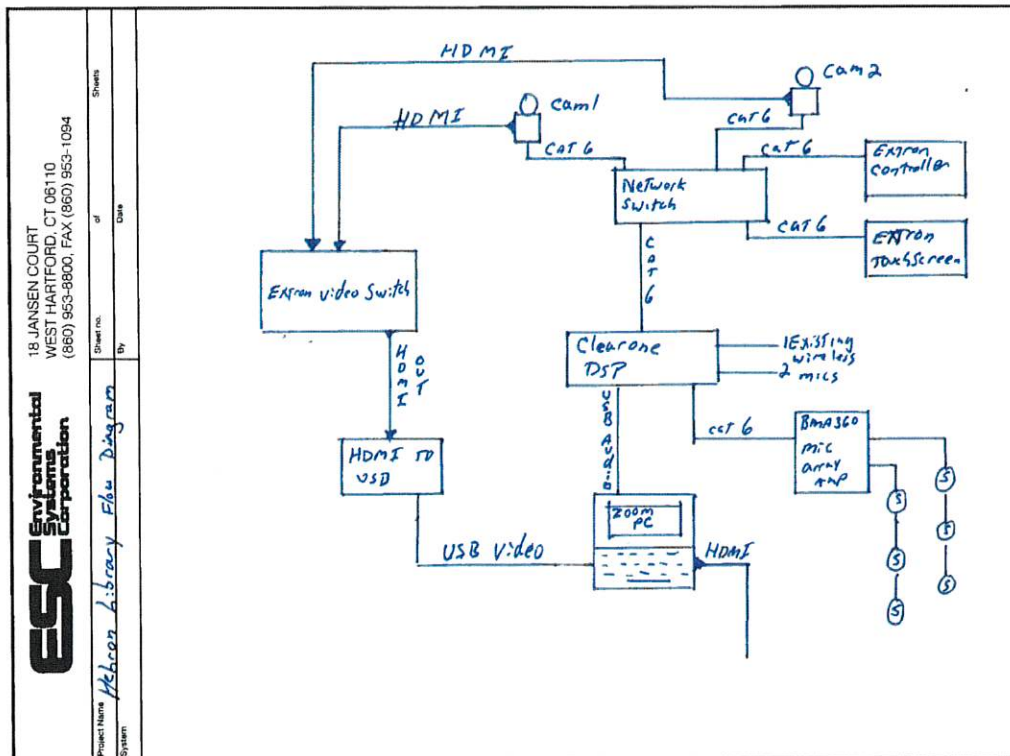 ESC Environmental
Systems
Corporation
18 JANSEN COURT
WEST HARTFORD, CT 06110
(860) 953-8800, FAX (860) 953-1094
Project Name Hebron Library Flow Diagram
Sheet no. of Sheets
System By Date
HDMI
Cam 2
HDMI
Cam1
CAT 6
CAT 6
CAT 6
Extron
Controller
Network
Switch
CAT 6
Extron
TouchScreen
CAT 6
Extron Video Switch
HDMI
OUT
Clearone
DSP
1 Existing
wireless
2 mics
USB Audio
cat 6
BMA360
mic
array
AMP
HDMI TO
USB
ZOOM
PC
USB Video
HDMI
S
S
S
S
S
S